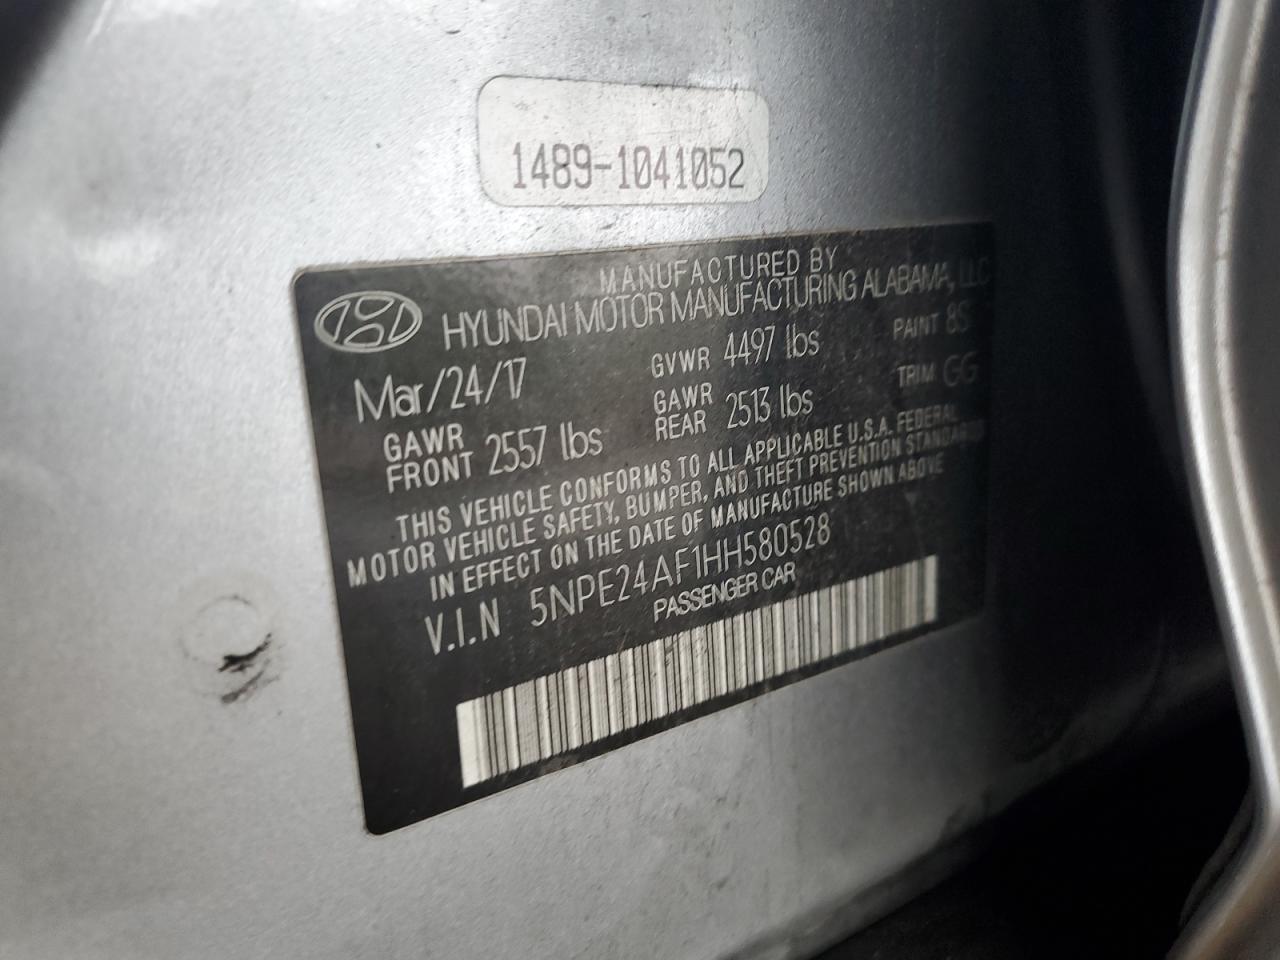 1489-1041052
MANUFACTURED BY
HYUNDAI MOTOR MANUFACTURING ALABAMA, LLC
Mar/24/17 GVWR 4497 lbs PAINT 8S
GAWR FRONT 2557 lbs GAWR REAR 2513 lbs TRIM GG
THIS VEHICLE CONFORMS TO ALL APPLICABLE U.S.A. FEDERAL
MOTOR VEHICLE SAFETY, BUMPER, AND THEFT PREVENTION STANDARDS
IN EFFECT ON THE DATE OF MANUFACTURE SHOWN ABOVE
V.I.N 5NPE24AF1HH580528
PASSENGER CAR